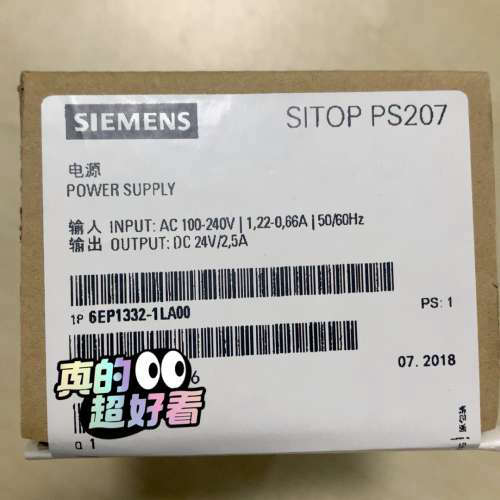 SIEMENS
SITOP PS207
电源
POWER SUPPLY
输入 INPUT: AC 100-240V | 1,22-0,66A | 50/60Hz
输出 OUTPUT: DC 24V/2,5A
1P 6EP1332-1LA00
PS: 1
6
07.2018
真的
超好看
Q 1